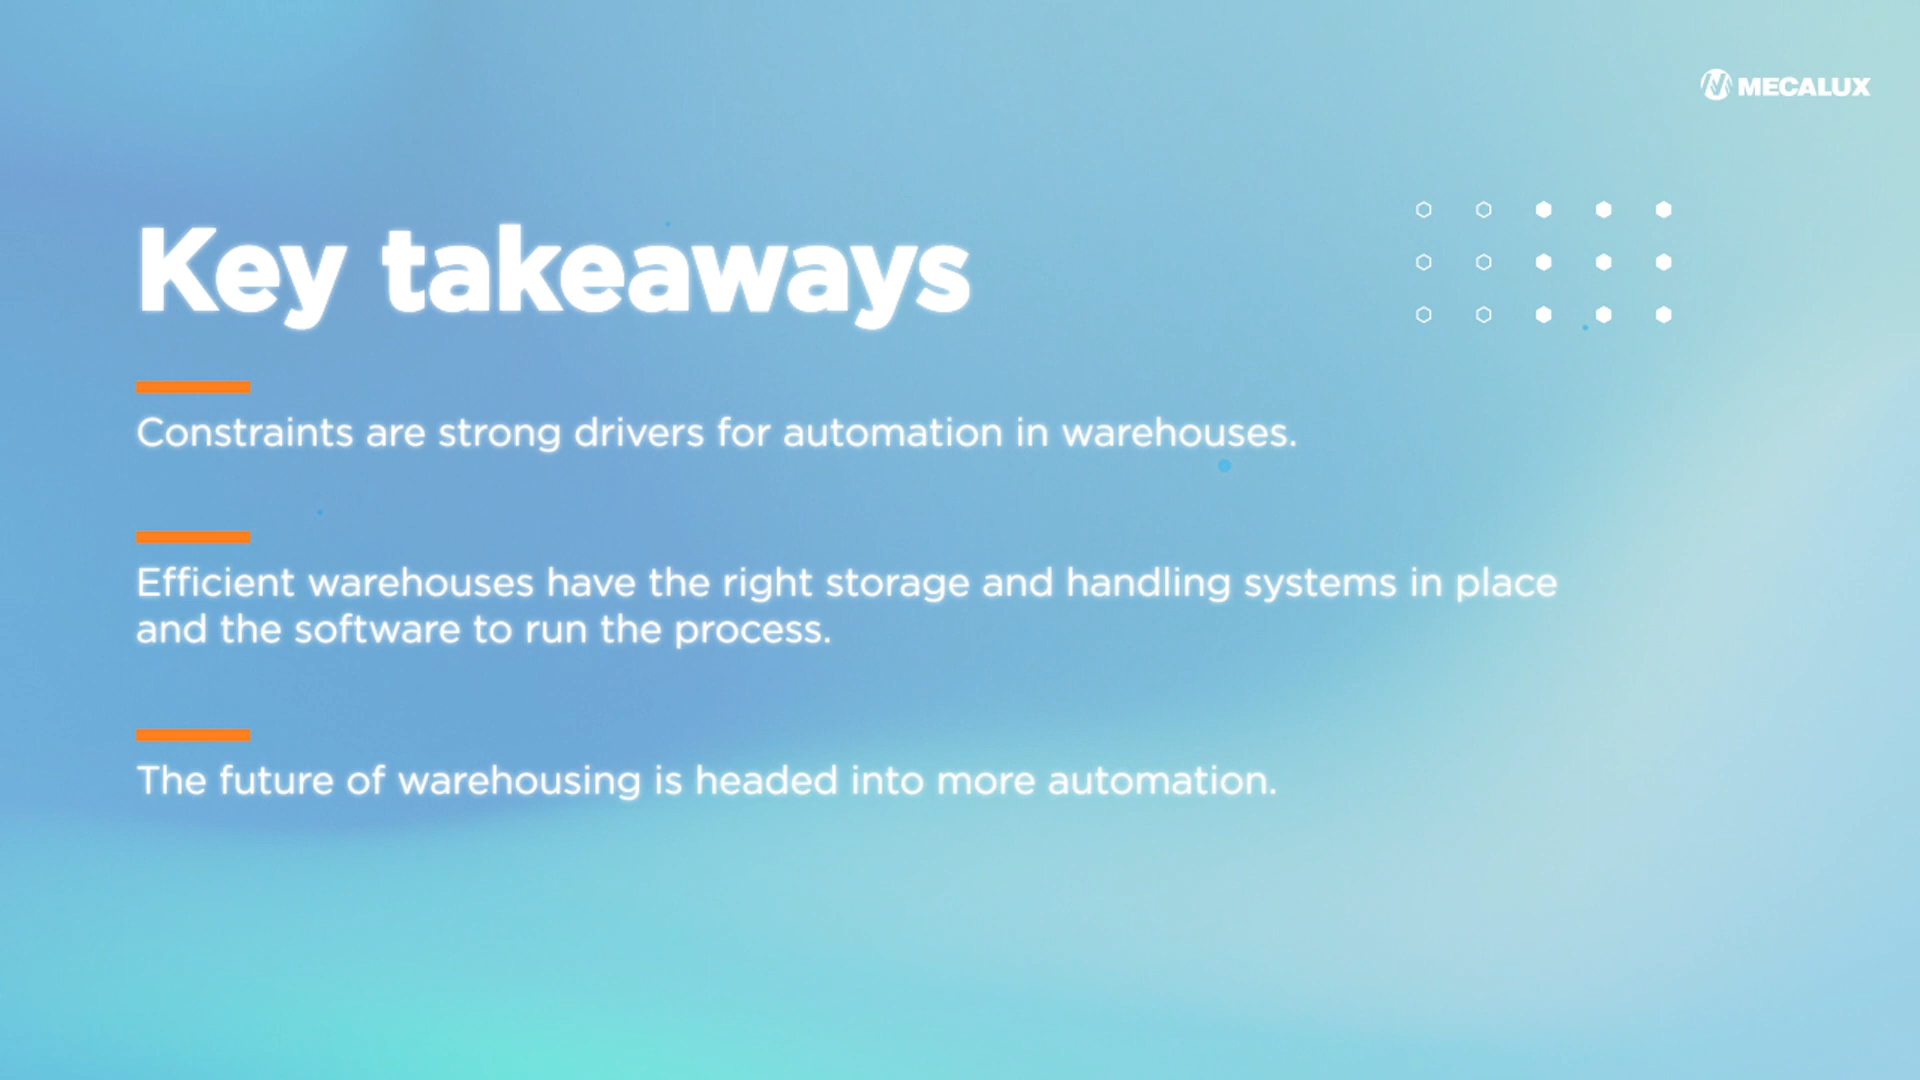 MECALUX
Key takeaways
Constraints are strong drivers for automation in warehouses.
Efficient warehouses have the right storage and handling systems in place
and the software to run the process.
The future of warehousing is headed into more automation.